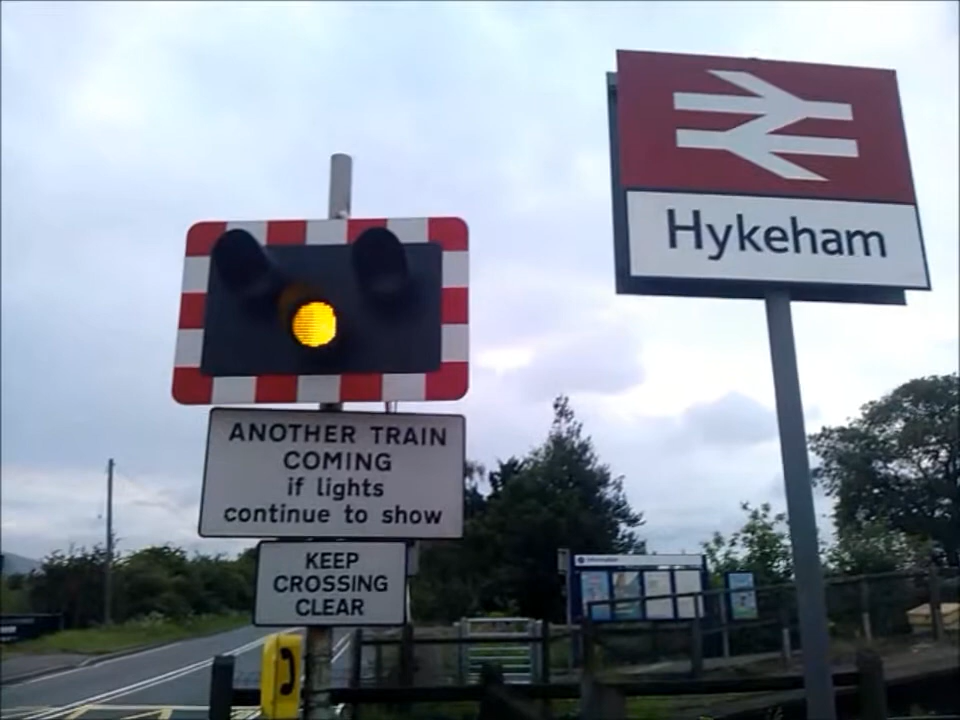 Hykeham
ANOTHER TRAIN
COMING
if lights
continue to show
KEEP
CROSSING
CLEAR